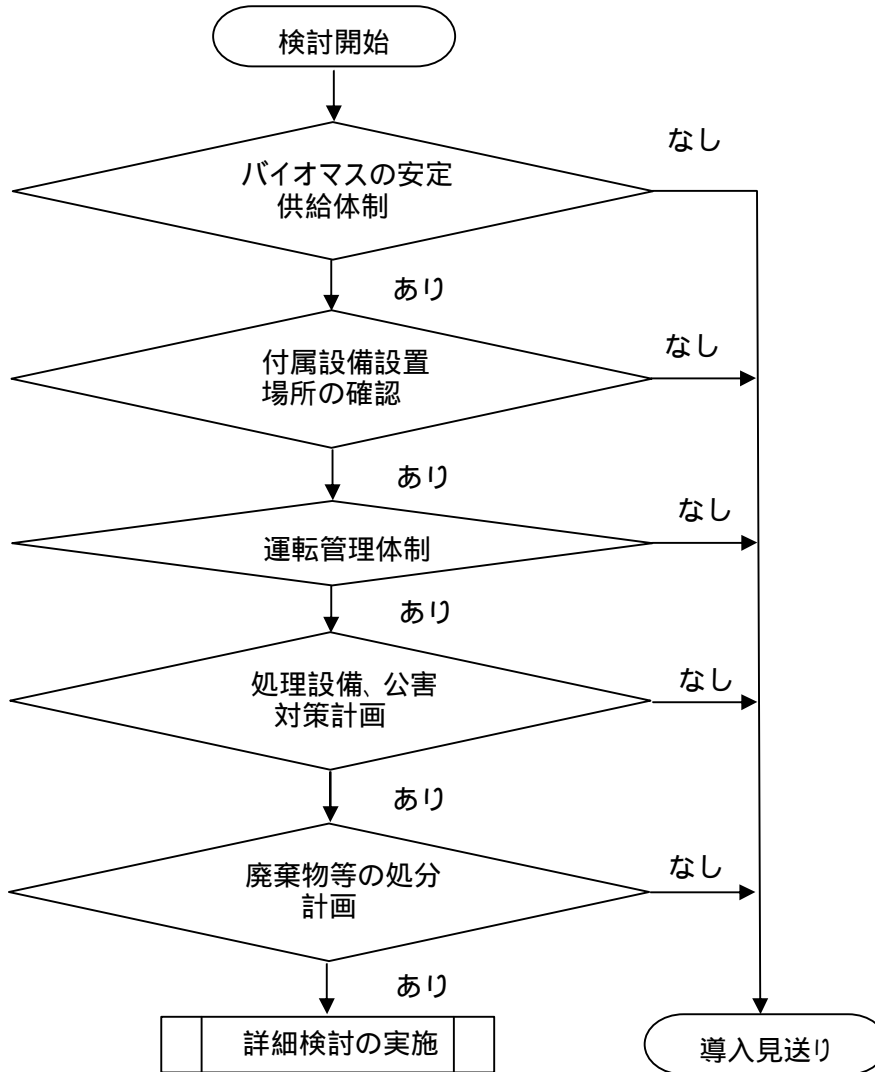 検討開始
なし
バイオマスの安定
供給体制
あり
なし
付属設備設置
場所の確認
あり
なし
運転管理体制
あり
なし
処理設備、公害
対策計画
あり
なし
廃棄物等の処分
計画
あり
詳細検討の実施
導入見送り